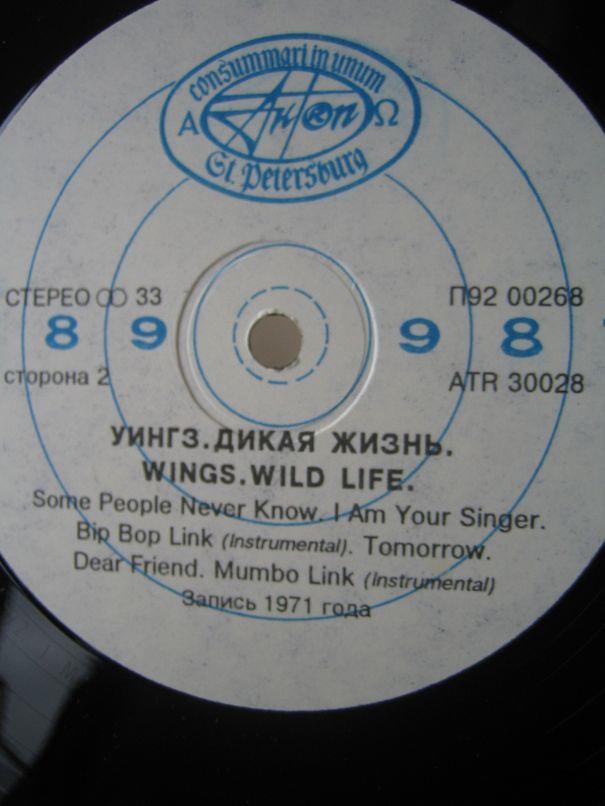 consummari in unum
Α AnTrop Ω
St. Petersburg
СТЕРЕО 33
П92 00268
8 9 9 8
сторона 2
ATR 30028
УИНГЗ.ДИКАЯ ЖИЗНЬ.
WINGS.WILD LIFE.
Some People Never Know. I Am Your Singer.
Bip Bop Link (Instrumental). Tomorrow.
Dear Friend. Mumbo Link (Instrumental)
Запись 1971 года